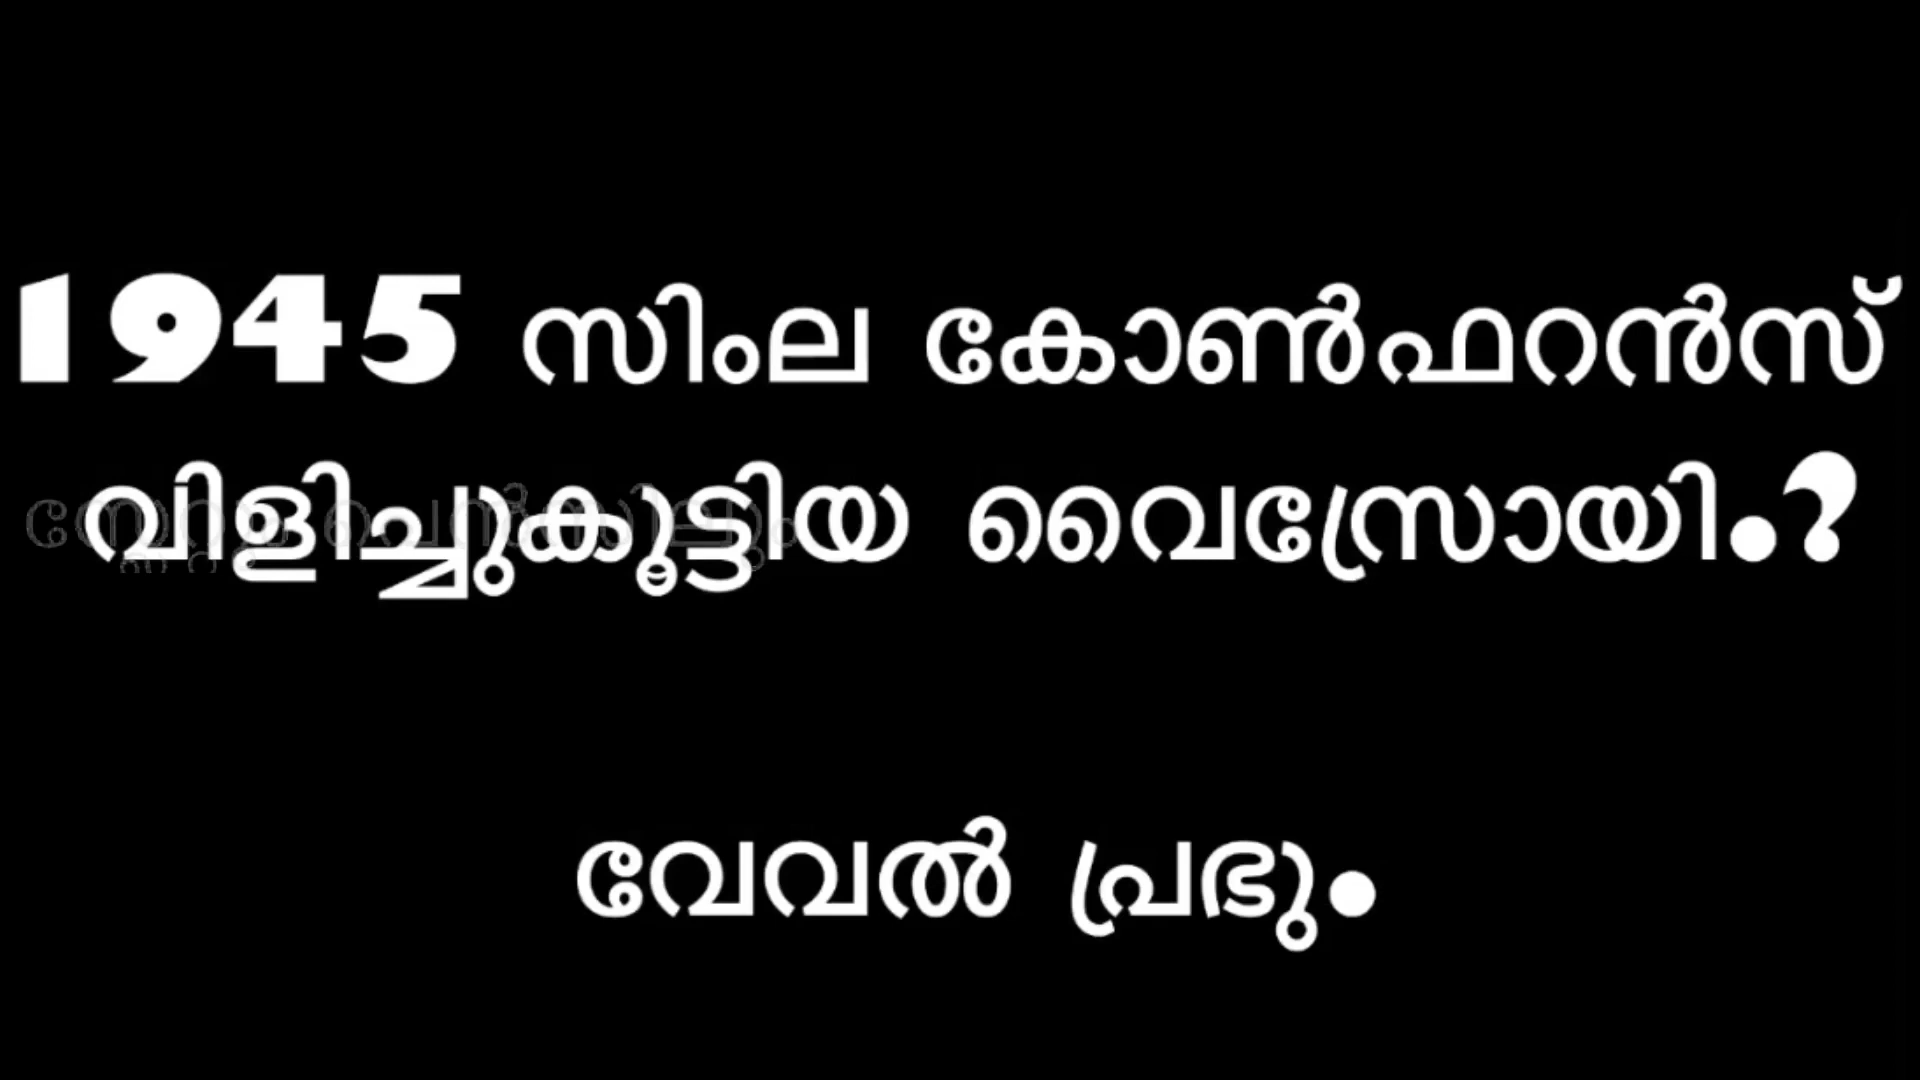 1945 സിംല കോൺഫറൻസ്
വിളിച്ചുകൂട്ടിയ വൈസ്രോയി.?
വേവൽ പ്രഭു.